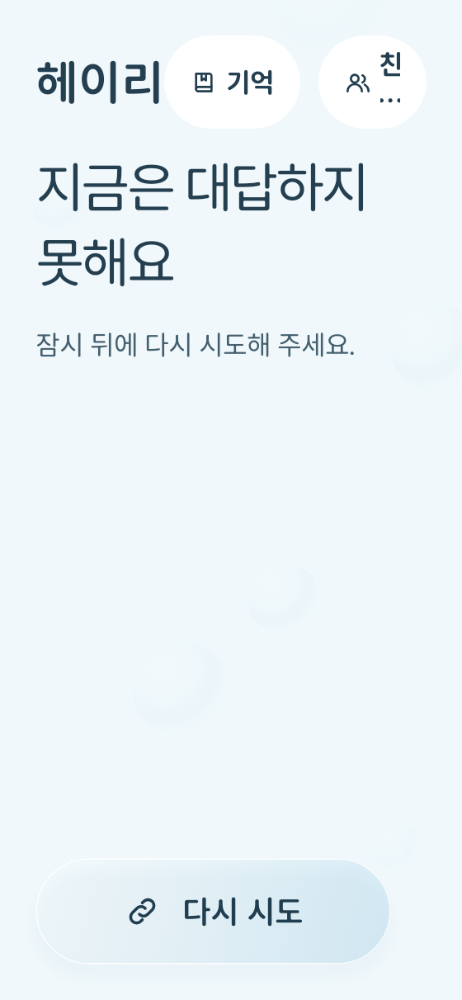 헤이리
기억
친...
지금은 대답하지
못해요
잠시 뒤에 다시 시도해 주세요.
다시 시도